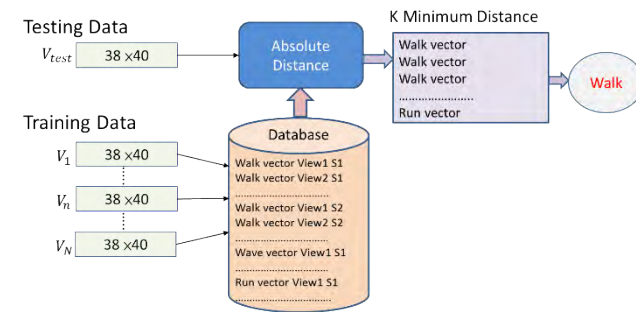 Testing Data
V_test 38 ×40
Absolute
Distance
K Minimum Distance
Walk vector
Walk vector
Walk vector
........................
Run vector
Walk
Training Data
V_1 38 ×40
V_n 38 ×40
V_N 38 ×40
Database
Walk vector View1 S1
Walk vector View2 S1
..............................
Walk vector View1 S2
Walk vector View2 S2
..............................
Wave vector View1 S1
..............................
Run vector View1 S1
..............................